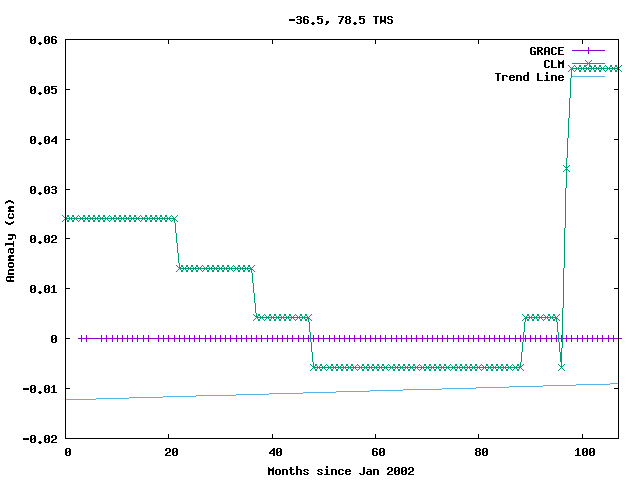 -36.5, 78.5 TWS
0.06
0.05
0.04
0.03
0.02
0.01
0
-0.01
-0.02
Anomaly (cm)
GRACE
CLM
Trend Line
0 20 40 60 80 100
Months since Jan 2002